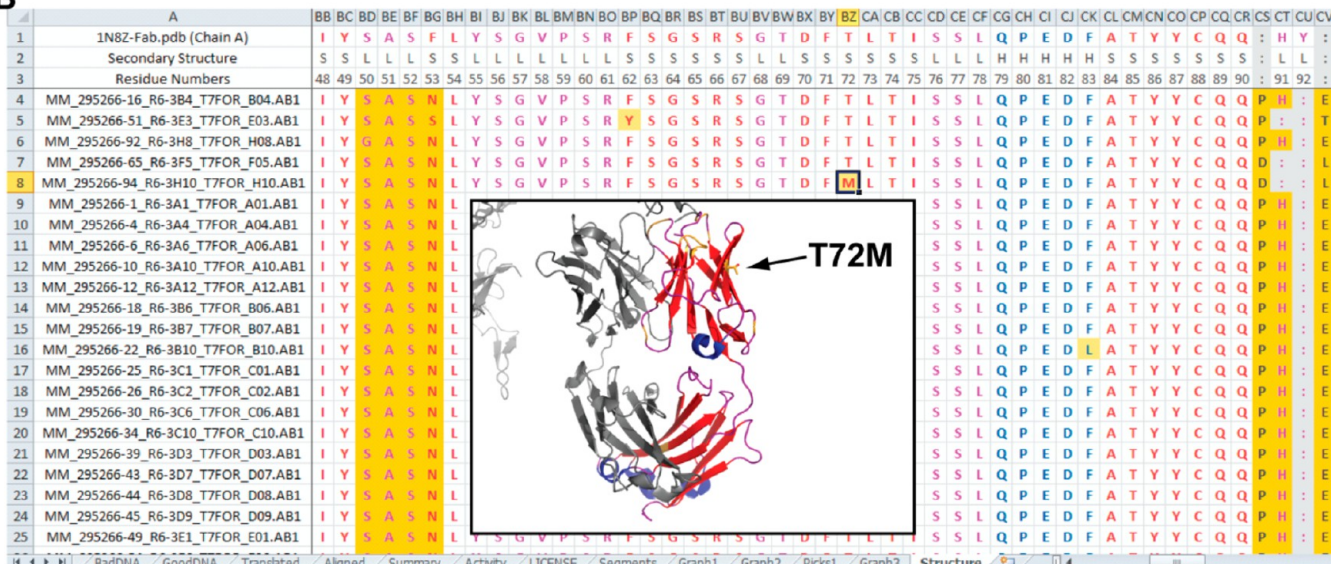 B
A BB BC BD BE BF BG BH BI BJ BK BL BM BN BO BP BQ BR BS BT BU BV BW BX BY BZ CA CB CC CD CE CF CG CH CI CJ CK CL CM CN CO CP CQ CR CS CT CU CV
1 1N8Z-Fab.pdb (Chain A) I Y S A S F L Y S G V P S R F S G S R S G T D F T L T I S S L Q P E D F A T Y Y C Q Q : H Y :
2 Secondary Structure S S L L L S S L L L L L L L S S S S S S L L S S S S S S S L L H H H H H S S S S S S S : L L :
3 Residue Numbers 48 49 50 51 52 53 54 55 56 57 58 59 60 61 62 63 64 65 66 67 68 69 70 71 72 73 74 75 76 77 78 79 80 81 82 83 84 85 86 87 88 89 90 : 91 92 :
4 MM_295266-16_R6-3B4_T7FOR_B04.AB1 I Y S A S N L Y S G V P S R F S G S R S G T D F T L T I S S L Q P E D F A T Y Y C Q Q P H : E
5 MM_295266-51_R6-3E3_T7FOR_E03.AB1 I Y S A S S L Y S G V P S R Y S G S R S G T D F T L T I S S L Q P E D F A T Y Y C Q Q P : : T
6 MM_295266-92_R6-3H8_T7FOR_H08.AB1 I Y G A S N L Y S G V P S R F S G S R S G T D F T L T I S S L Q P E D F A T Y Y C Q Q P H : E
7 MM_295266-65_R6-3F5_T7FOR_F05.AB1 I Y S A S N L Y S G V P S R F S G S R S G T D F T L T I S S L Q P E D F A T Y Y C Q Q D : : L
8 MM_295266-94_R6-3H10_T7FOR_H10.AB1 Y S A S N L Y S G V P S R F S G S R S G T D F M L T I S S L Q P E D F A T Y Y C Q Q D : : L
9 MM_295266-1_R6-3A1_T7FOR_A01.AB1 I Y S A S N L S S L Q P E D F A T Y Y C Q Q P H : E
10 MM_295266-4_R6-3A4_T7FOR_A04.AB1 I Y S A S N L S S L Q P E D F A T Y Y C Q Q P H : E
11 MM_295266-6_R6-3A6_T7FOR_A06.AB1 I Y S A S N L S S L Q P E D F A T Y Y C Q Q P H : E
12 MM_295266-10_R6-3A10_T7FOR_A10.AB1 I Y S A S N L S S L Q P E D F A T Y Y C Q Q P H : E
T72M
13 MM_295266-12_R6-3A12_T7FOR_A12.AB1 I Y S A S N L S S L Q P E D F A T Y Y C Q Q P H : E
14 MM_295266-18_R6-3B6_T7FOR_B06.AB1 I Y S A S N L S S L Q P E D F A T Y Y C Q Q P H : E
15 MM_295266-19_R6-3B7_T7FOR_B07.AB1 I Y S A S N L S S L Q P E D F A T Y Y C Q Q P H : E
16 MM_295266-22_R6-3B10_T7FOR_B10.AB1 I Y S A S N L S S L Q P E D L A T Y Y C Q Q P H : E
17 MM_295266-25_R6-3C1_T7FOR_C01.AB1 I Y S A S N L S S L Q P E D F A T Y Y C Q Q P H : E
18 MM_295266-26_R6-3C2_T7FOR_C02.AB1 I Y S A S N L S S L Q P E D F A T Y Y C Q Q P H : E
19 MM_295266-30_R6-3C6_T7FOR_C06.AB1 I Y S A S N L S S L Q P E D F A T Y Y C Q Q P H : E
20 MM_295266-34_R6-3C10_T7FOR_C10.AB1 I Y S A S N L S S L Q P E D F A T Y Y C Q Q P H : E
21 MM_295266-39_R6-3D3_T7FOR_D03.AB1 I Y S A S N L S S L Q P E D F A T Y Y C Q Q P H : E
22 MM_295266-43_R6-3D7_T7FOR_D07.AB1 I Y S A S N L S S L Q P E D F A T Y Y C Q Q P H : E
23 MM_295266-44_R6-3D8_T7FOR_D08.AB1 I Y S A S N L S S L Q P E D F A T Y Y C Q Q P H : E
24 MM_295266-45_R6-3D9_T7FOR_D09.AB1 I Y S A S N L S S L Q P E D F A T Y Y C Q Q P H : E
25 MM_295266-49_R6-3E1_T7FOR_E01.AB1 I Y S A S N L Y S G V P S R F S G S R S G T D F T L T I S S L Q P E D F A T Y Y C Q Q P H : E
BadDNA GoodDNA Translated Aligned Summary Activity LICENSE Segments Graph1 Graph2 Picks1 Graph3 Structure